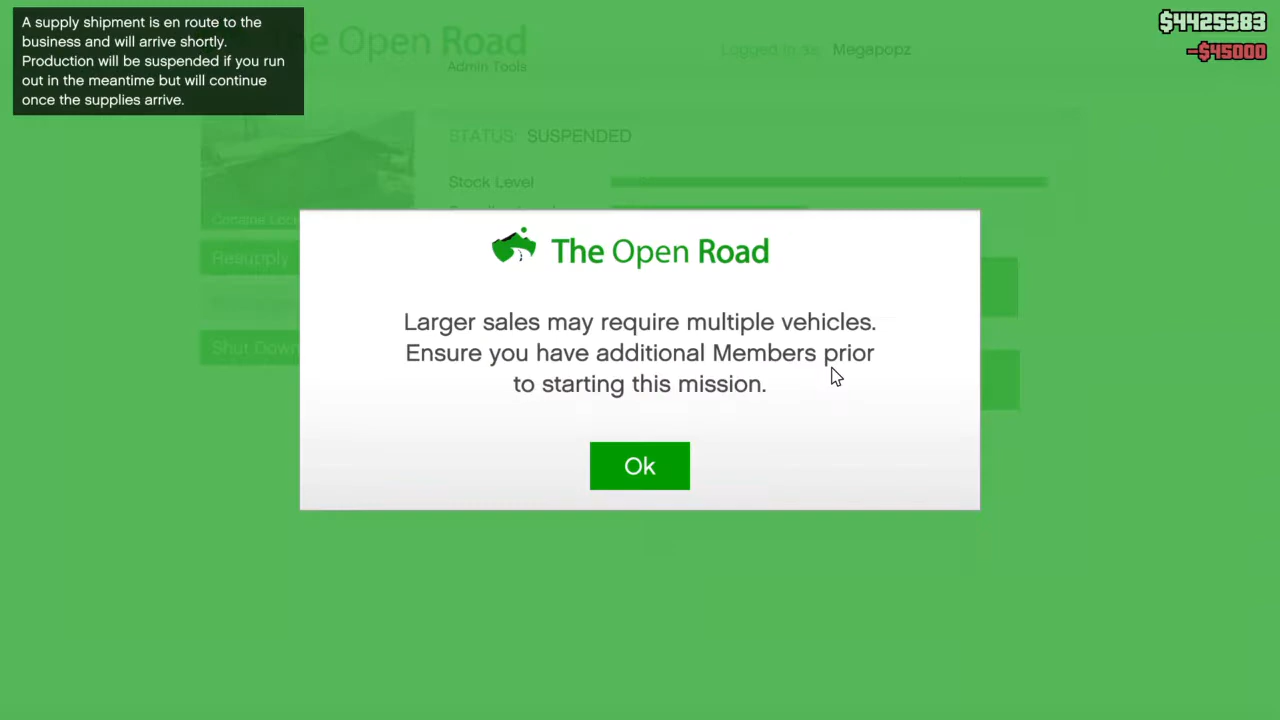 A supply shipment is en route to the
business and will arrive shortly.
Production will be suspended if you run
out in the meantime but will continue
once the supplies arrive.
$4425383
-$45000
The Open Road
Admin Tools
Logged in as: Megapopz
STATUS: SUSPENDED
Stock Level
Cocaine Lock
Resupply
Shut Down
The Open Road
Larger sales may require multiple vehicles.
Ensure you have additional Members prior
to starting this mission.
Ok